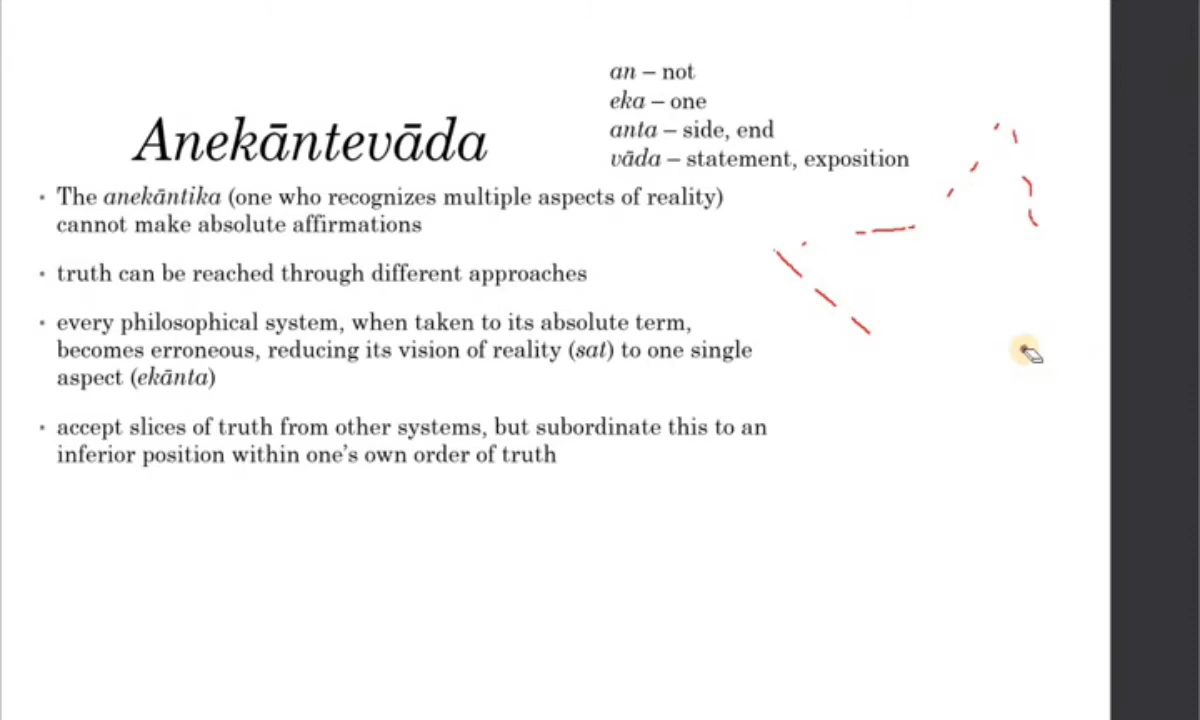 an – not
eka – one
anta – side, end
vāda – statement, exposition
Anekāntevāda
• The anekāntika (one who recognizes multiple aspects of reality)
cannot make absolute affirmations
• truth can be reached through different approaches
• every philosophical system, when taken to its absolute term,
becomes erroneous, reducing its vision of reality (sat) to one single
aspect (ekānta)
• accept slices of truth from other systems, but subordinate this to an
inferior position within one's own order of truth